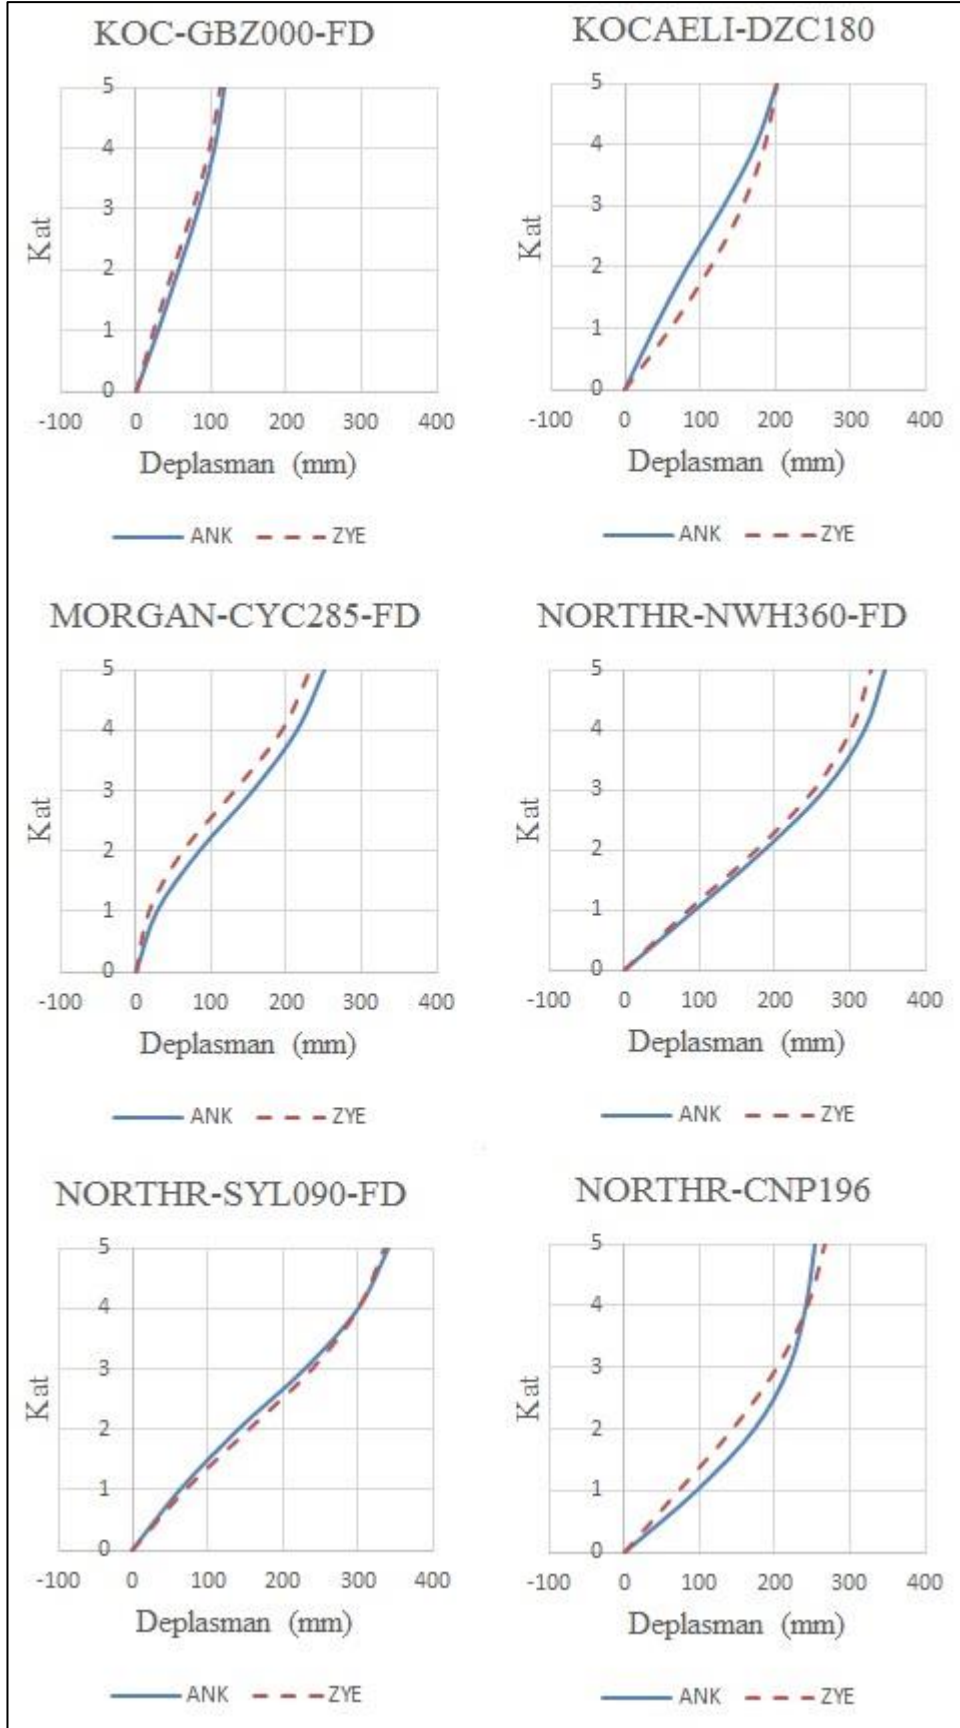 KOC-GBZ000-FD
5
4
3
2
1
0
Kat
-100 0 100 200 300 400
Deplasman (mm)
ANK ZYE
KOCAELI-DZC180
5
4
3
2
1
0
Kat
-100 0 100 200 300 400
Deplasman (mm)
ANK ZYE
MORGAN-CYC285-FD
5
4
3
2
1
0
Kat
-100 0 100 200 300 400
Deplasman (mm)
ANK ZYE
NORTHR-NWH360-FD
5
4
3
2
1
0
Kat
-100 0 100 200 300 400
Deplasman (mm)
ANK ZYE
NORTHR-SYL090-FD
5
4
3
2
1
0
Kat
-100 0 100 200 300 400
Deplasman (mm)
ANK ZYE
NORTHR-CNP196
5
4
3
2
1
0
Kat
-100 0 100 200 300 400
Deplasman (mm)
ANK ZYE